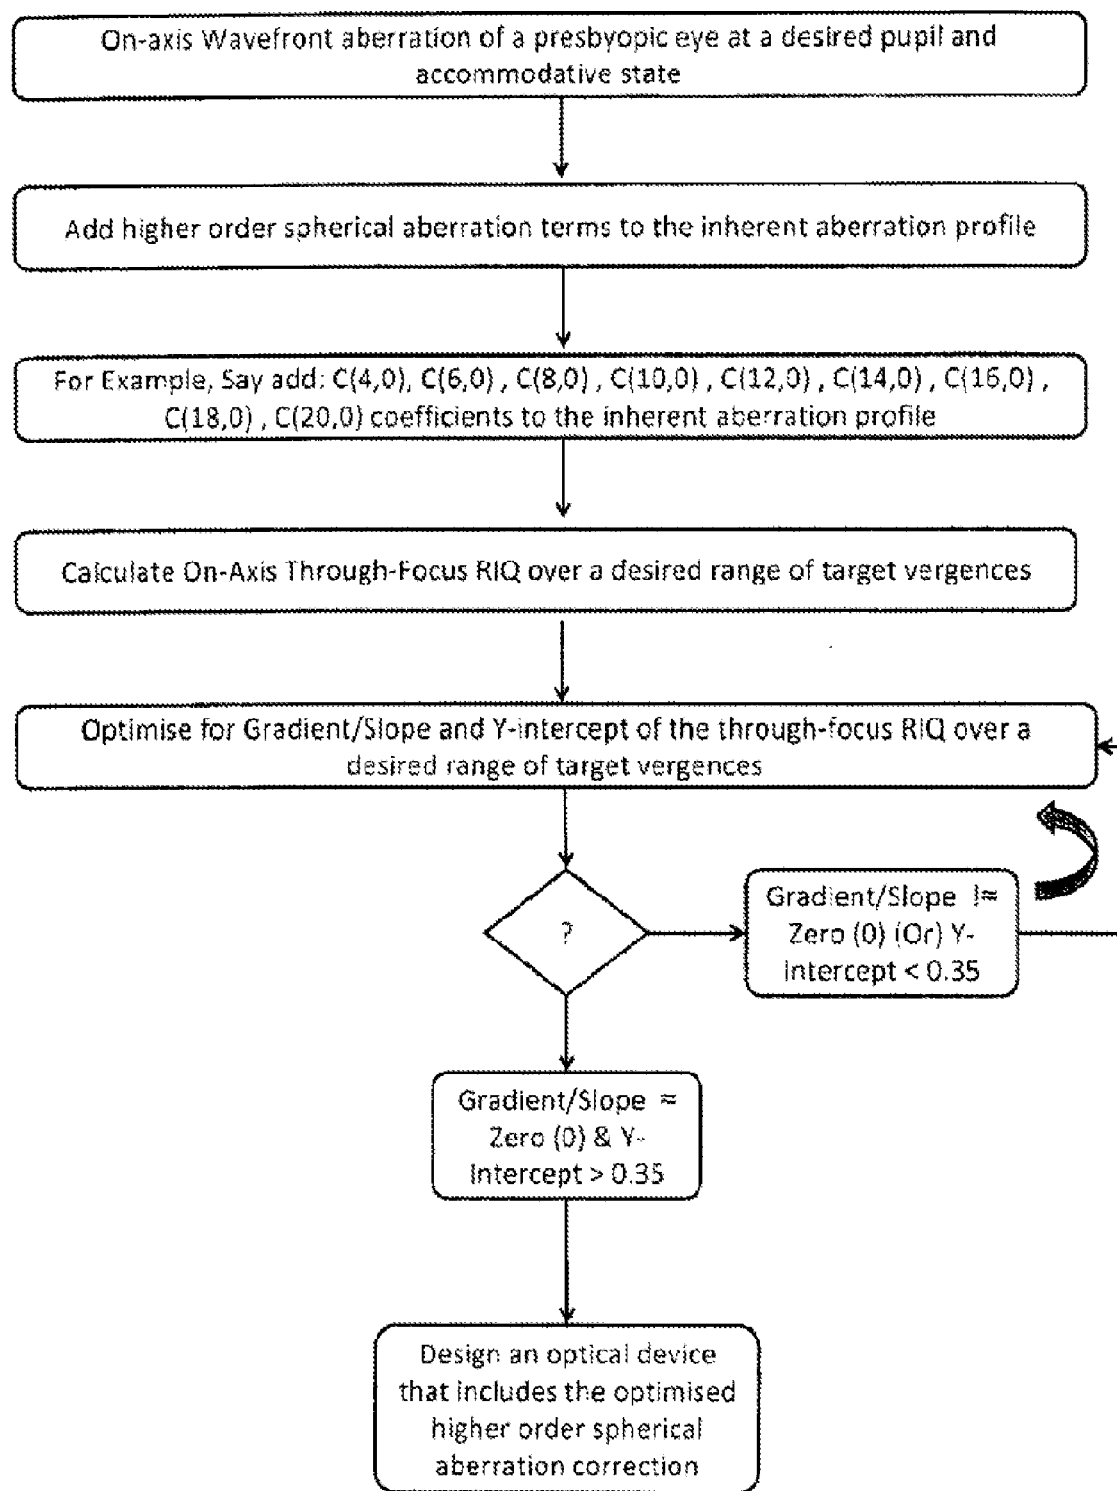 On-axis Wavefront aberration of a presbyopic eye at a desired pupil and
accommodative state
Add higher order spherical aberration terms to the inherent aberration profile
For Example, Say add: C(4,0), C(6,0) , C(8,0) , C(10,0) , C(12,0) , C(14,0) , C(16,0) ,
C(18,0) , C(20,0) coefficients to the inherent aberration profile
Calculate On-Axis Through-Focus RIQ over a desired range of target vergences
Optimise for Gradient/Slope and Y-intercept of the through-focus RIQ over a
desired range of target vergences
?
Gradient/Slope !=
Zero (0) (Or) Y-
Intercept < 0.35
Gradient/Slope ≈
Zero (0) & Y-
Intercept > 0.35
Design an optical device
that includes the optimised
higher order spherical
aberration correction